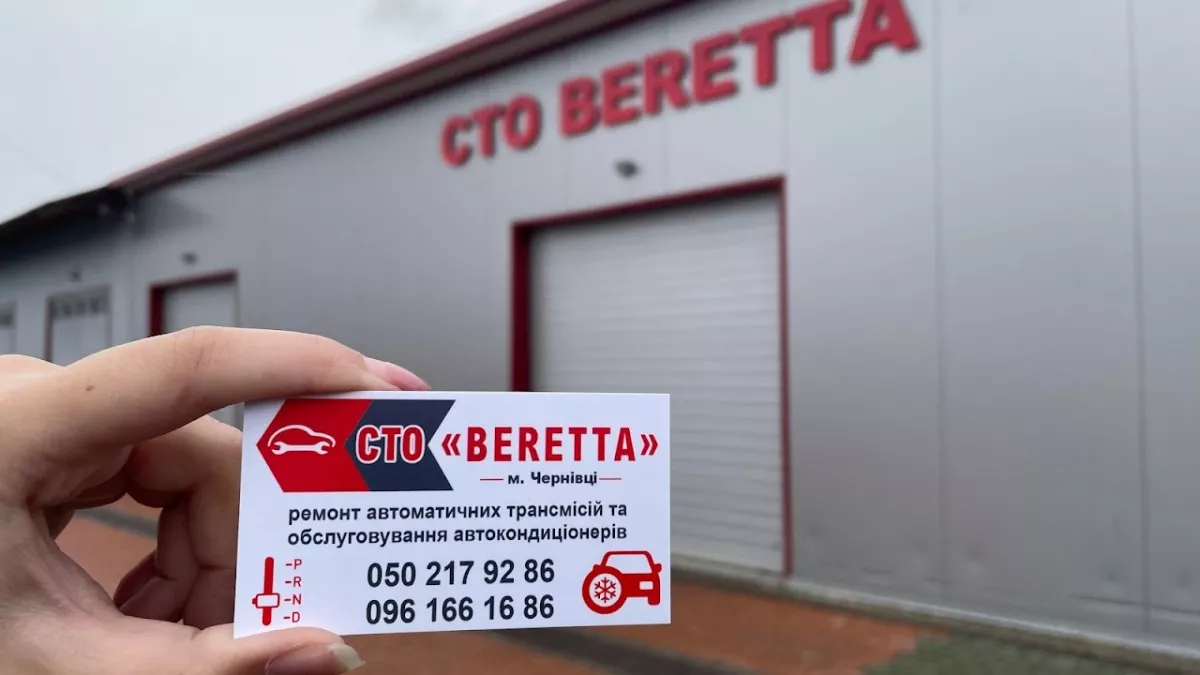 СТО BERETTA
СТО «BERETTA»
м. Чернівці
ремонт автоматичних трансмісій та
обслуговування автокондиціонерів
-P
-R
-N
-D
050 217 92 86
096 166 16 86